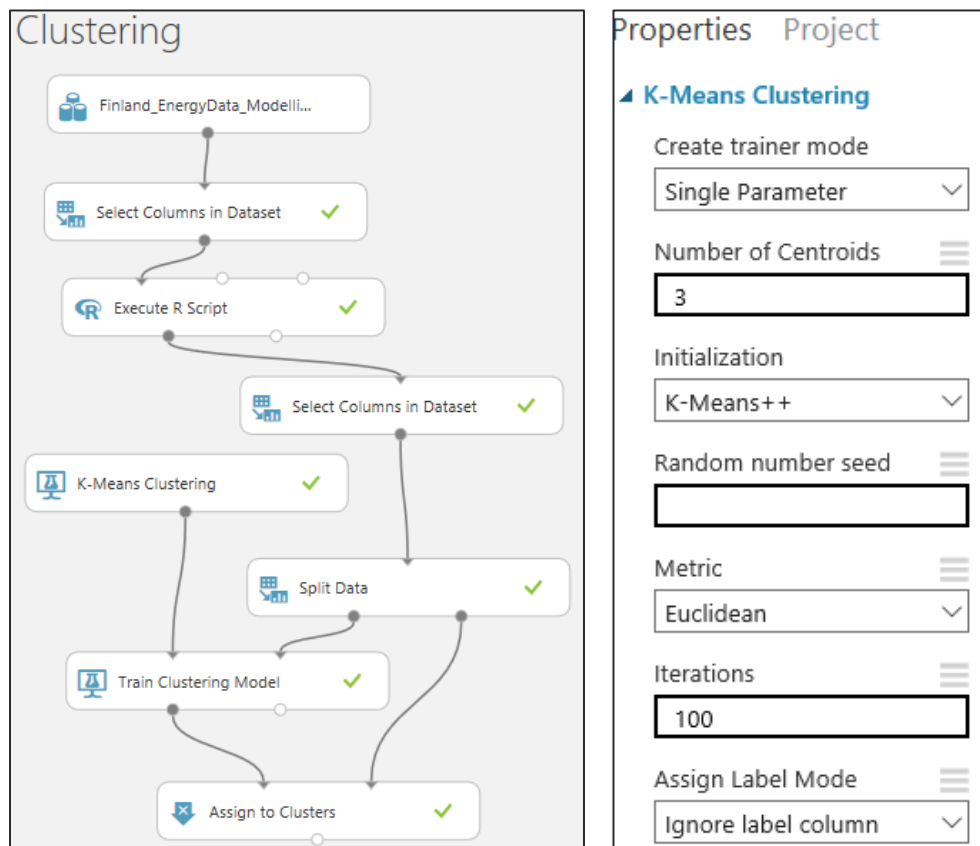 Clustering
Finland_EnergyData_Modelli...
Select Columns in Dataset
Execute R Script
Select Columns in Dataset
K-Means Clustering
Split Data
Train Clustering Model
Assign to Clusters
Properties Project
K-Means Clustering
Create trainer mode
Single Parameter
Number of Centroids
3
Initialization
K-Means++
Random number seed
Metric
Euclidean
Iterations
100
Assign Label Mode
Ignore label column